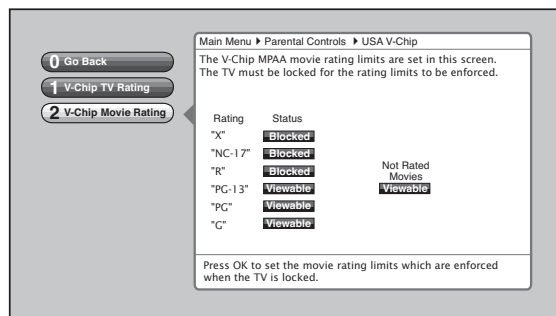 Main Menu Parental Controls USA V-Chip
0 Go Back
1 V-Chip TV Rating
2 V-Chip Movie Rating
The V-Chip MPAA movie rating limits are set in this screen.
The TV must be locked for the rating limits to be enforced.
Rating Status
"X" Blocked
"NC-17" Blocked
"R" Blocked
"PG-13" Viewable
"PG" Viewable
"G" Viewable
Not Rated
Movies
Viewable
Press OK to set the movie rating limits which are enforced
when the TV is locked.